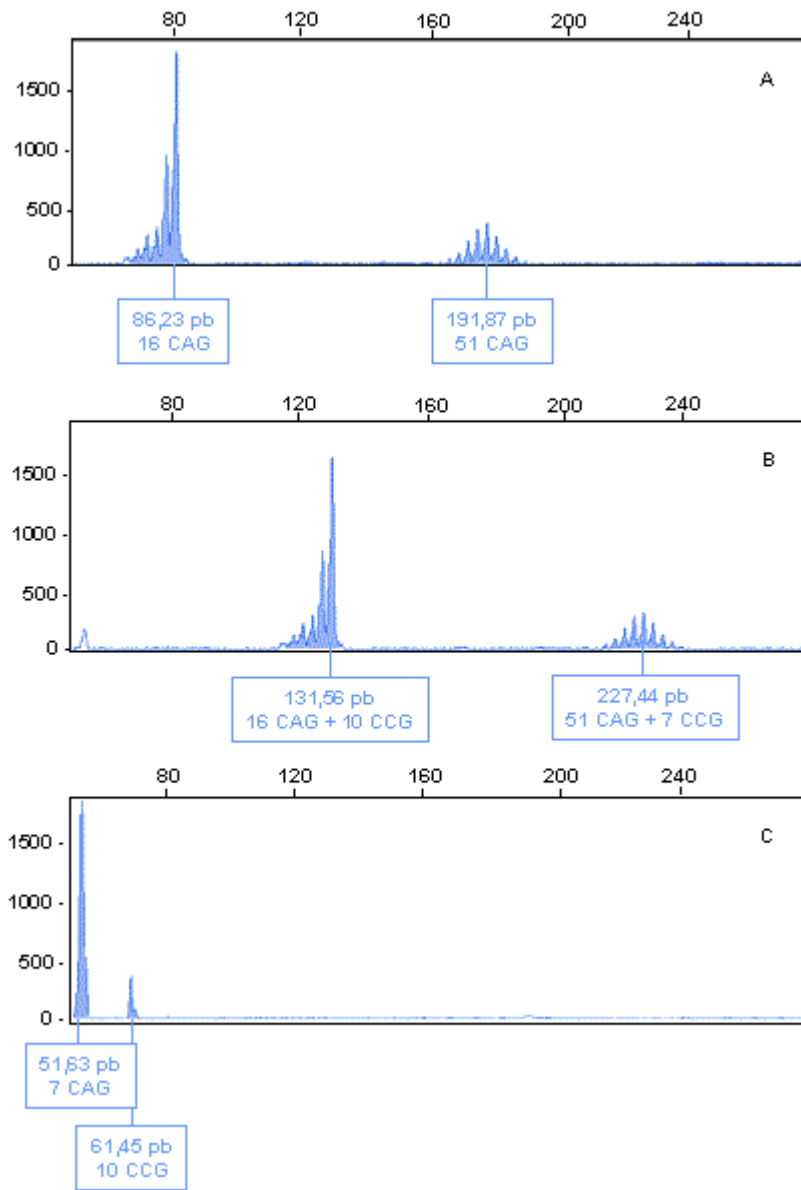 80 120 160 200 240
A
1500
1000 -
500 -
0 -
86,23 pb
16 CAG
191,87 pb
51 CAG
80 120 160 200 240
B
1500 -
1000 -
500 -
0 -
131,56 pb
16 CAG + 10 CCG
227,44 pb
51 CAG + 7 CCG
80 120 160 200 240
C
1500 -
1000 -
500 -
0 -
51,63 pb
7 CAG
61,45 pb
10 CCG